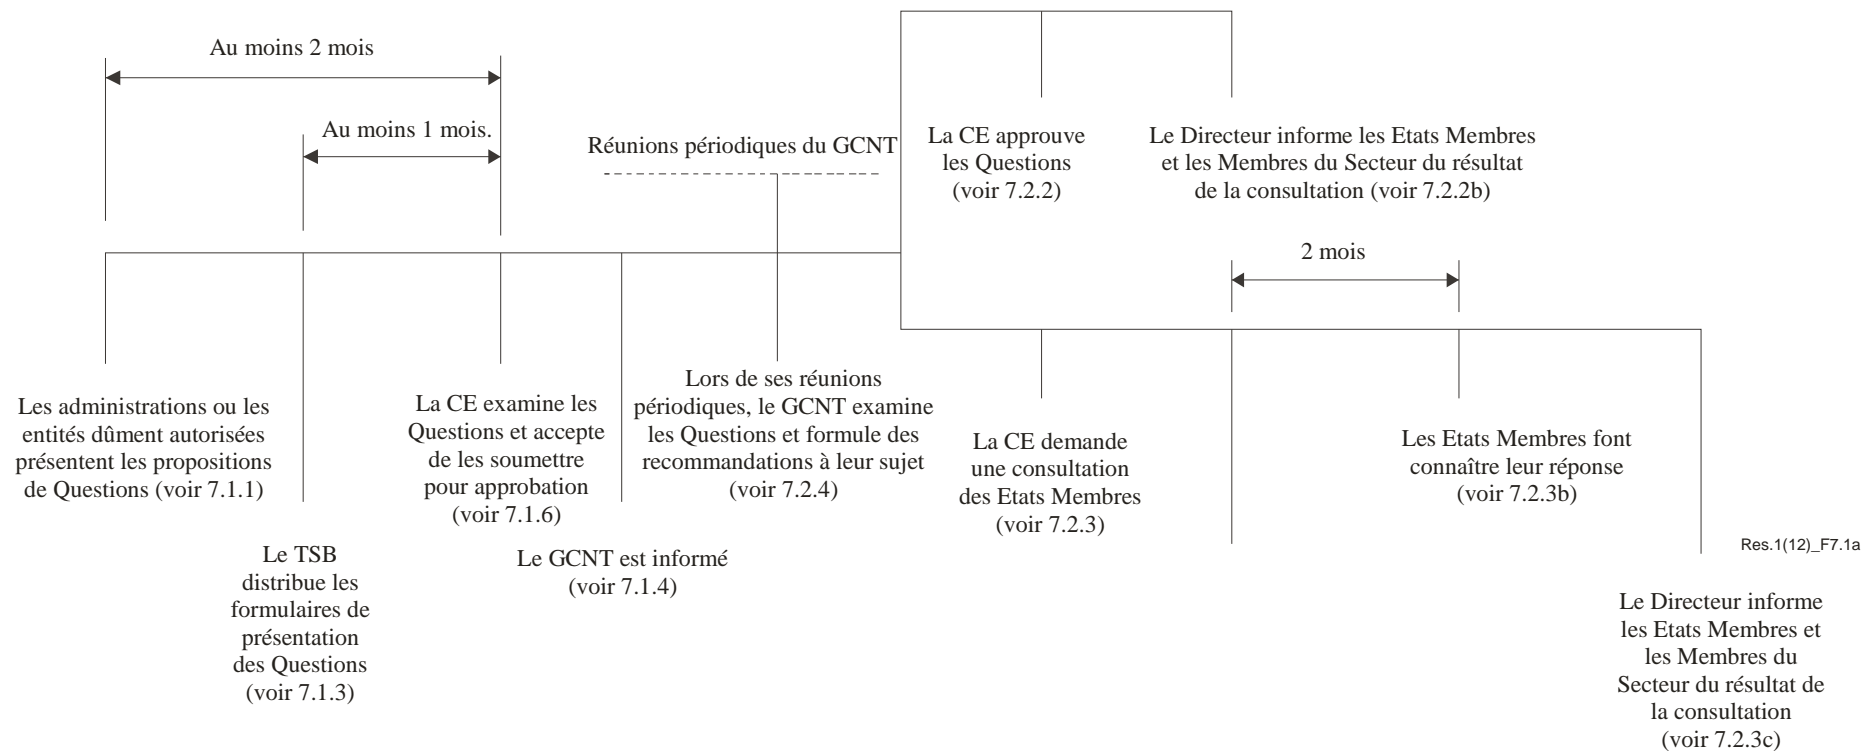 Au moins 2 mois
Au moins 1 mois.
Réunions périodiques du GCNT
La CE approuve
les Questions
(voir 7.2.2)
Le Directeur informe les Etats Membres
et les Membres du Secteur du résultat
de la consultation (voir 7.2.2b)
2 mois
Les administrations ou les
entités dûment autorisées
présentent les propositions
de Questions (voir 7.1.1)
Le TSB
distribue les
formulaires de
présentation
des Questions
(voir 7.1.3)
La CE examine les
Questions et accepte
de les soumettre
pour approbation
(voir 7.1.6)
Le GCNT est informé
(voir 7.1.4)
Lors de ses réunions
périodiques, le GCNT examine
les Questions et formule des
recommandations à leur sujet
(voir 7.2.4)
La CE demande
une consultation
des Etats Membres
(voir 7.2.3)
Les Etats Membres font
connaître leur réponse
(voir 7.2.3b)
Res.1(12)_F7.1a
Le Directeur informe
les Etats Membres et
les Membres du
Secteur du résultat de
la consultation
(voir 7.2.3c)